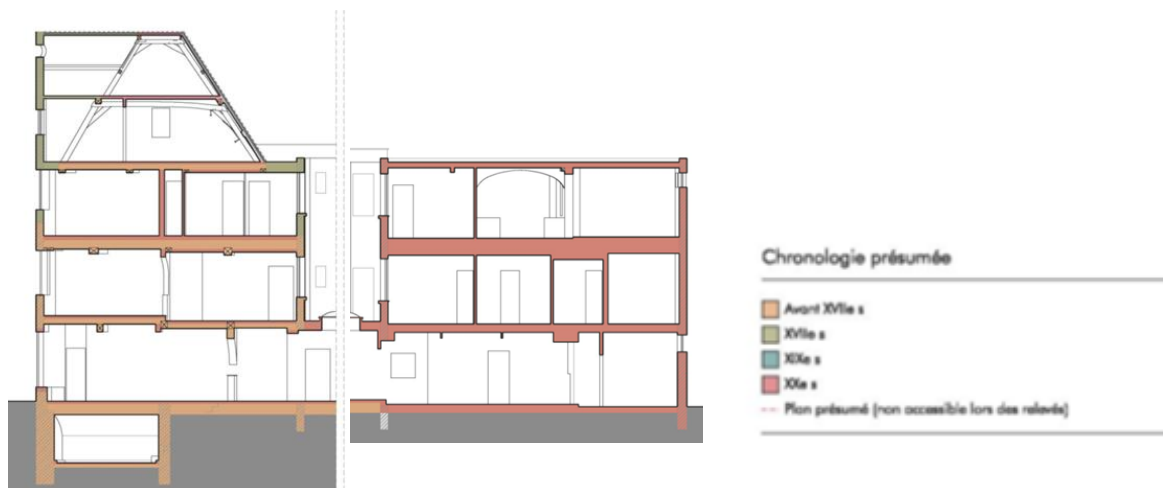 Chronologie présumée
Avant XVIIe s
XVIIe s
XIXe s
XXe s
Plan présumé (non accessible lors des relevés)